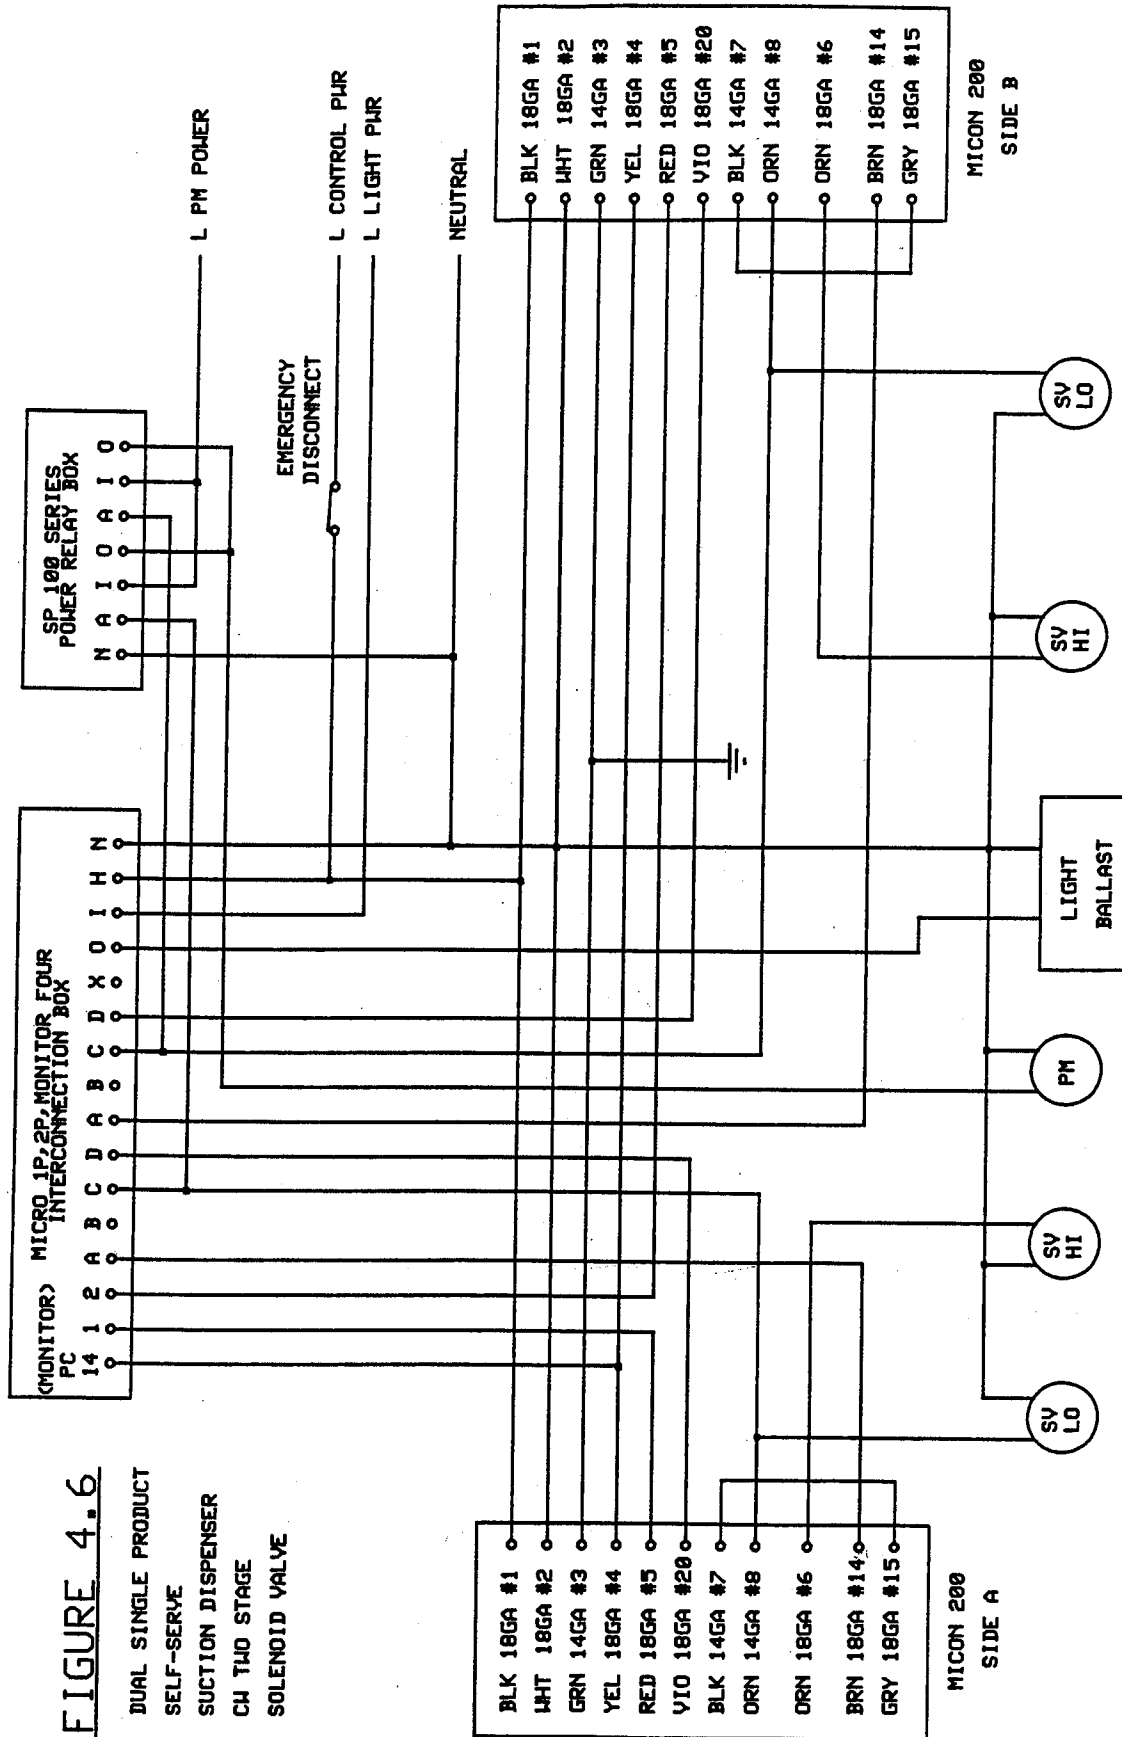 FIGURE 4.6
DUAL SINGLE PRODUCT
SELF-SERVE
SUCTION DISPENSER
CW TWO STAGE
SOLENOID VALVE
(MONITOR) MICRO 1P,2P,MONITOR FOUR
PC INTERCONNECTION BOX
14 1 2 A B C D A B C D X O I H N
SP 100 SERIES
POWER RELAY BOX
N A I O A I O
L PM POWER
EMERGENCY
DISCONNECT
L CONTROL PWR
L LIGHT PWR
NEUTRAL
BLK 18GA #1
WHT 18GA #2
GRN 14GA #3
YEL 18GA #4
RED 18GA #5
VIO 18GA #20
BLK 14GA #7
ORN 14GA #8
ORN 18GA #6
BRN 18GA #14
GRY 18GA #15
MICON 200
SIDE A
BLK 18GA #1
WHT 18GA #2
GRN 14GA #3
YEL 18GA #4
RED 18GA #5
VIO 18GA #20
BLK 14GA #7
ORN 14GA #8
ORN 18GA #6
BRN 18GA #14
GRY 18GA #15
MICON 200
SIDE B
SV
LO
SV
HI
PM
LIGHT
BALLAST
SV
HI
SV
LO